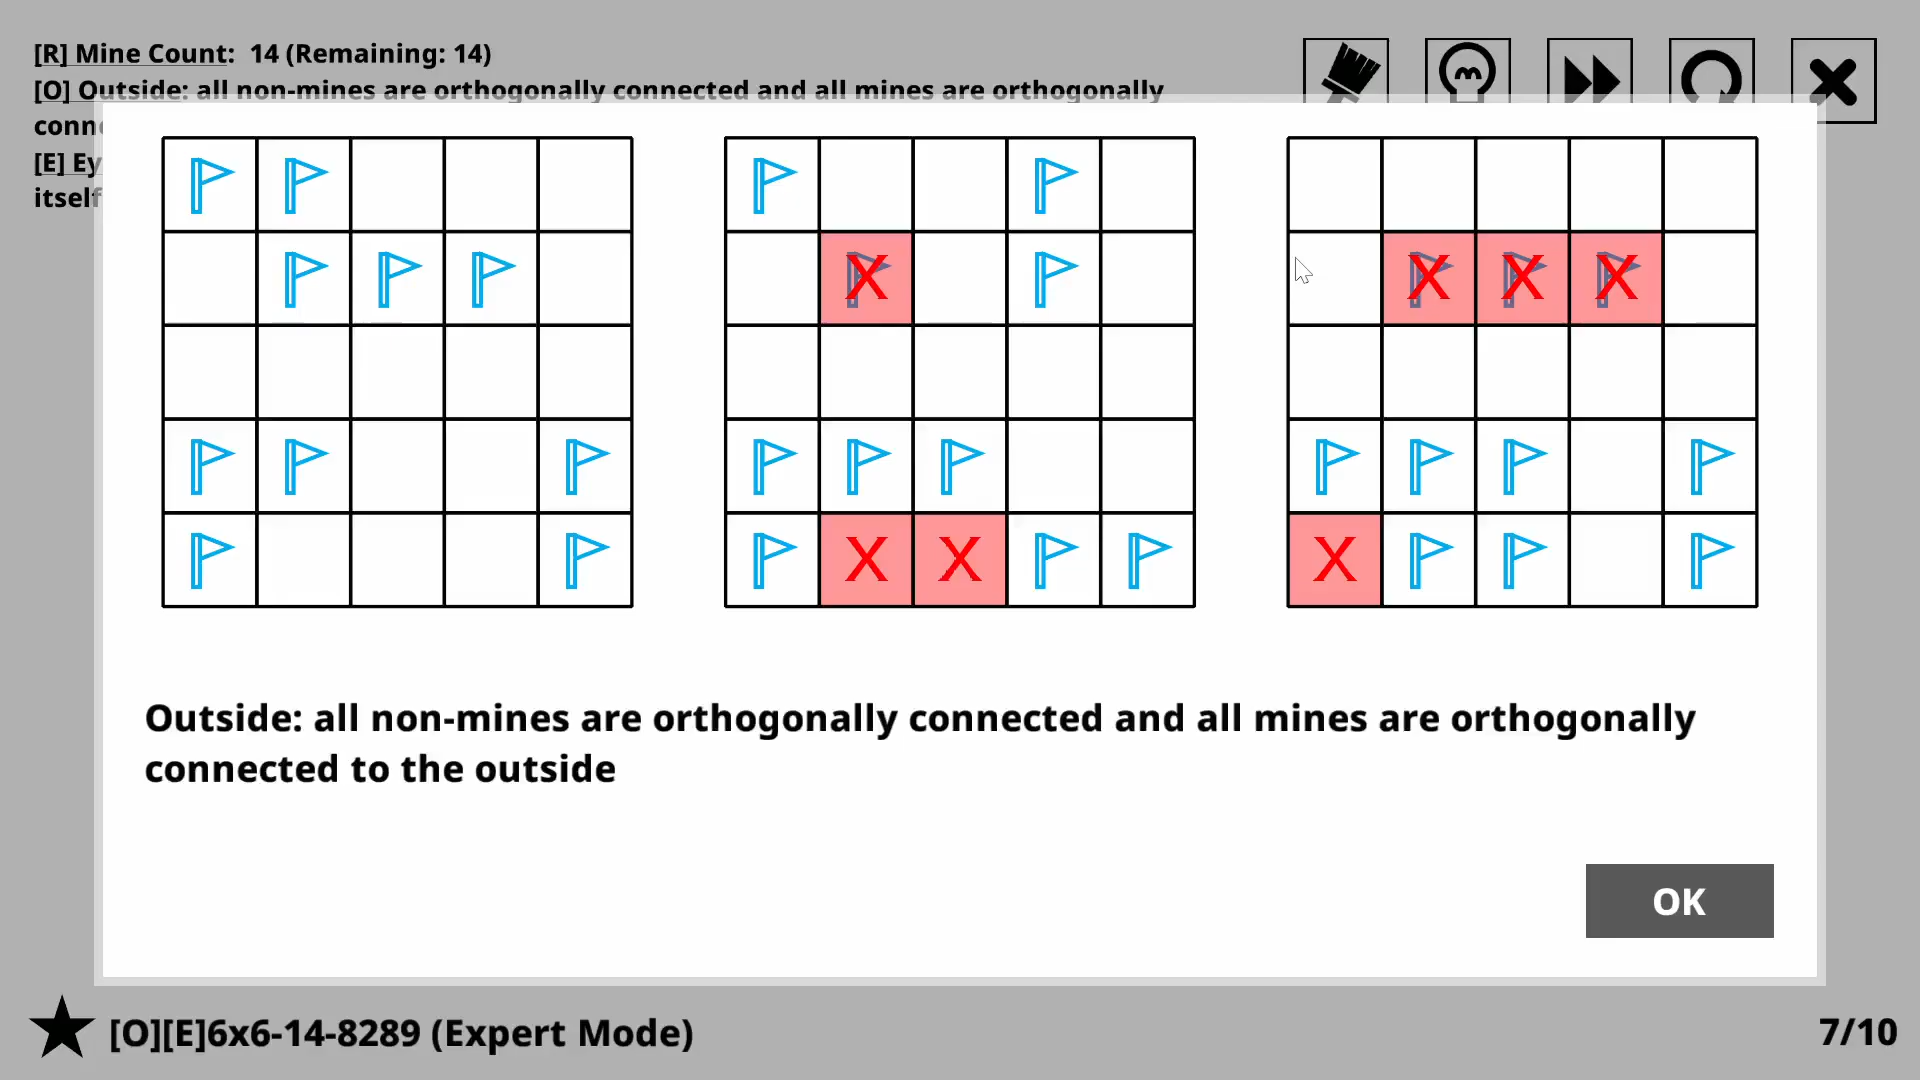 [R] Mine Count: 14 (Remaining: 14)
[O] Outside: all non-mines are orthogonally connected and all mines are orthogonally
[E]
itself
X
X X X
X X X
Outside: all non-mines are orthogonally connected and all mines are orthogonally
connected to the outside
OK
[O][E]6x6-14-8289 (Expert Mode)
7/10